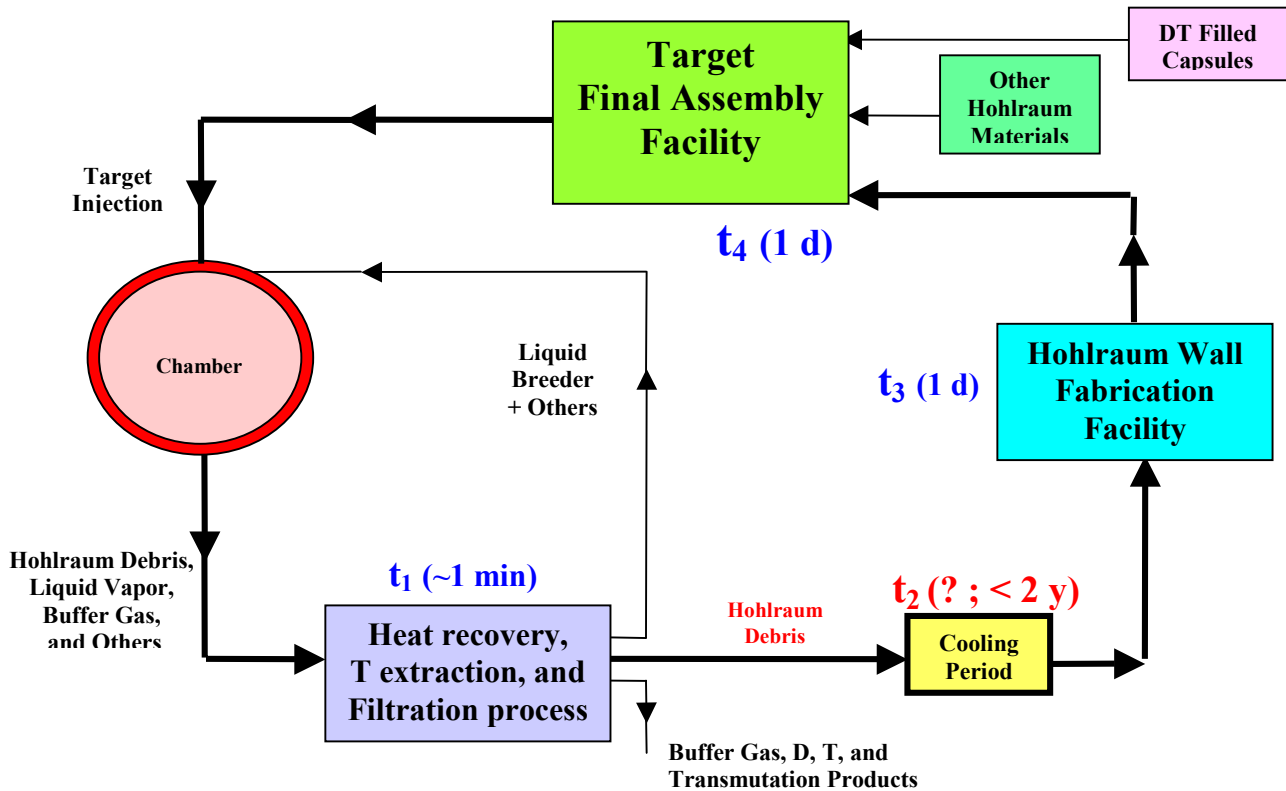 DT Filled
Capsules
Target
Final Assembly
Facility
Other
Hohlraum
Materials
Target
Injection
t4 (1 d)
Chamber
Liquid
Breeder
+ Others
t3 (1 d)
Hohlraum Wall
Fabrication
Facility
Hohlraum Debris,
Liquid Vapor,
Buffer Gas,
and Others
t1 (~1 min)
Heat recovery,
T extraction, and
Filtration process
Hohlraum
Debris
t2 (? ; < 2 y)
Cooling
Period
Buffer Gas, D, T, and
Transmutation Products